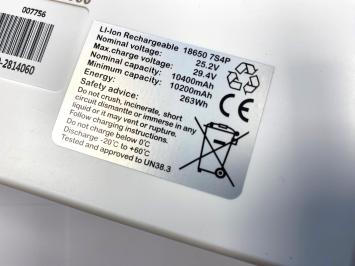 007756
-2814060
Li-Ion Rechargeable 18650 7S4P
Nominal voltage: 25.2V
Max.charge voltage: 29.4V
Nominal capacity: 10400mAh
Minimum capacity: 10200mAh
Energy: 263Wh
Safety advice:
Do not crush, incinerate, short
circuit dismantle or immerse in any
liquid or it may vent or rupture.
Follow charging instructions.
Do not charge below 0°C
Discharge -20°C to +60°C
Tested and approved to UN38.3
CE